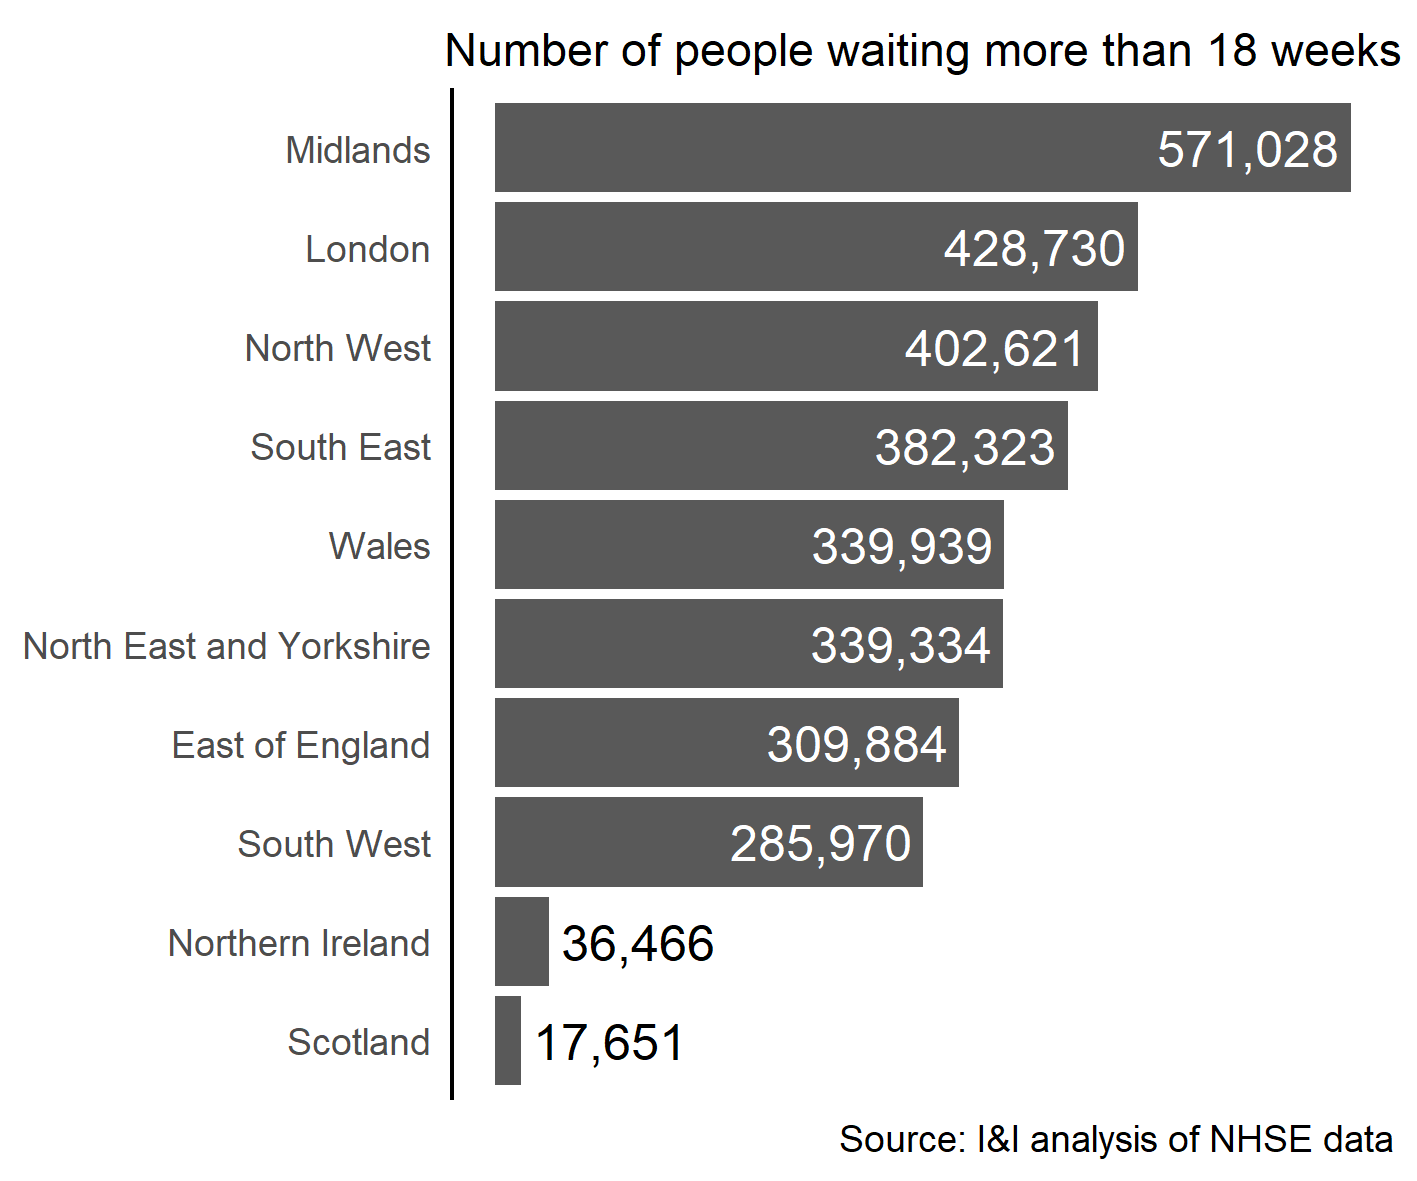 Number of people waiting more than 18 weeks
Midlands 571,028
London 428,730
North West 402,621
South East 382,323
Wales 339,939
North East and Yorkshire 339,334
East of England 309,884
South West 285,970
Northern Ireland 36,466
Scotland 17,651
Source: I&I analysis of NHSE data